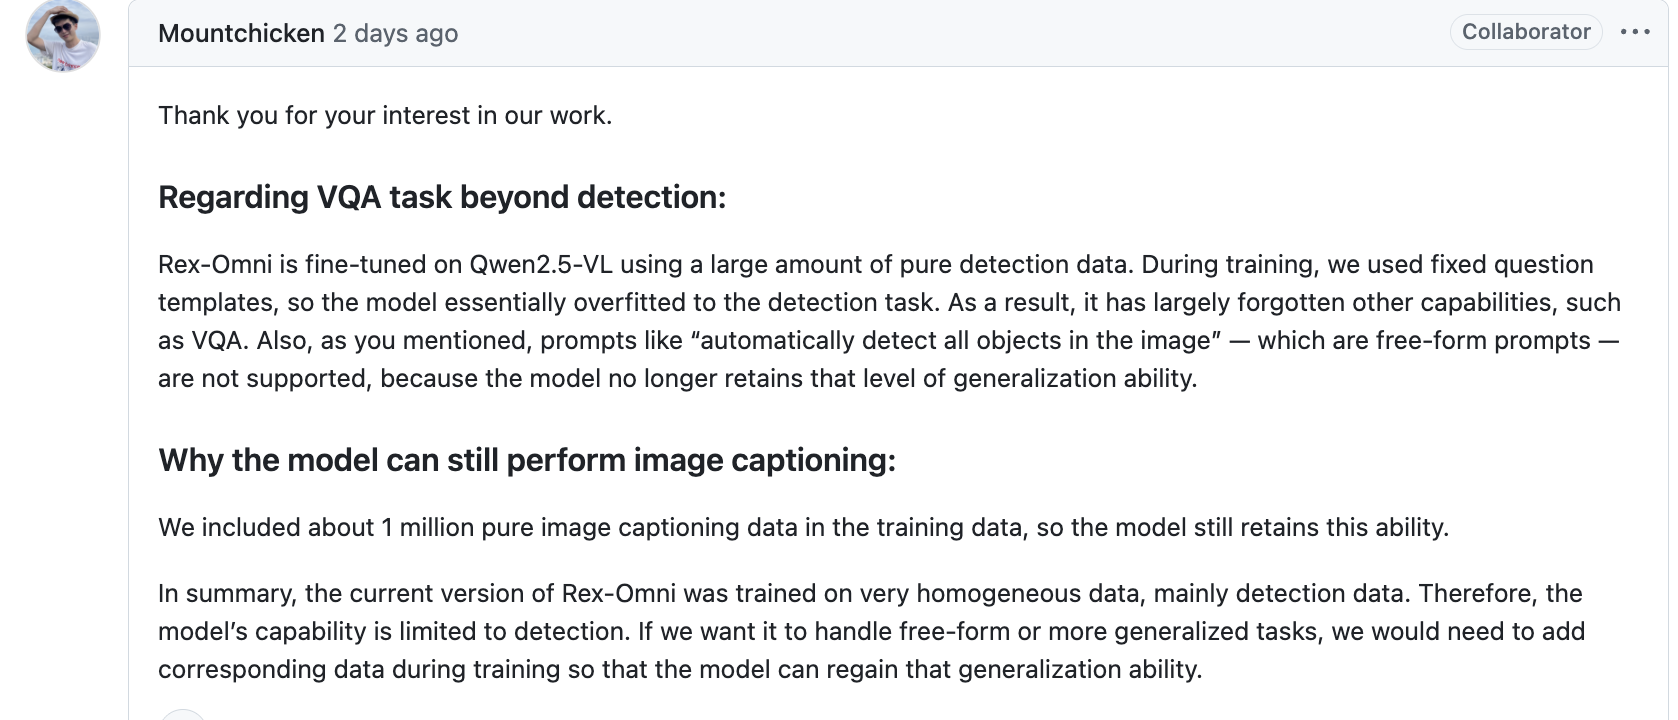 Mountchicken 2 days ago
Collaborator
Thank you for your interest in our work.
Regarding VQA task beyond detection:
Rex-Omni is fine-tuned on Qwen2.5-VL using a large amount of pure detection data. During training, we used fixed question
templates, so the model essentially overfitted to the detection task. As a result, it has largely forgotten other capabilities, such
as VQA. Also, as you mentioned, prompts like “automatically detect all objects in the image” — which are free-form prompts —
are not supported, because the model no longer retains that level of generalization ability.
Why the model can still perform image captioning:
We included about 1 million pure image captioning data in the training data, so the model still retains this ability.
In summary, the current version of Rex-Omni was trained on very homogeneous data, mainly detection data. Therefore, the
model’s capability is limited to detection. If we want it to handle free-form or more generalized tasks, we would need to add
corresponding data during training so that the model can regain that generalization ability.